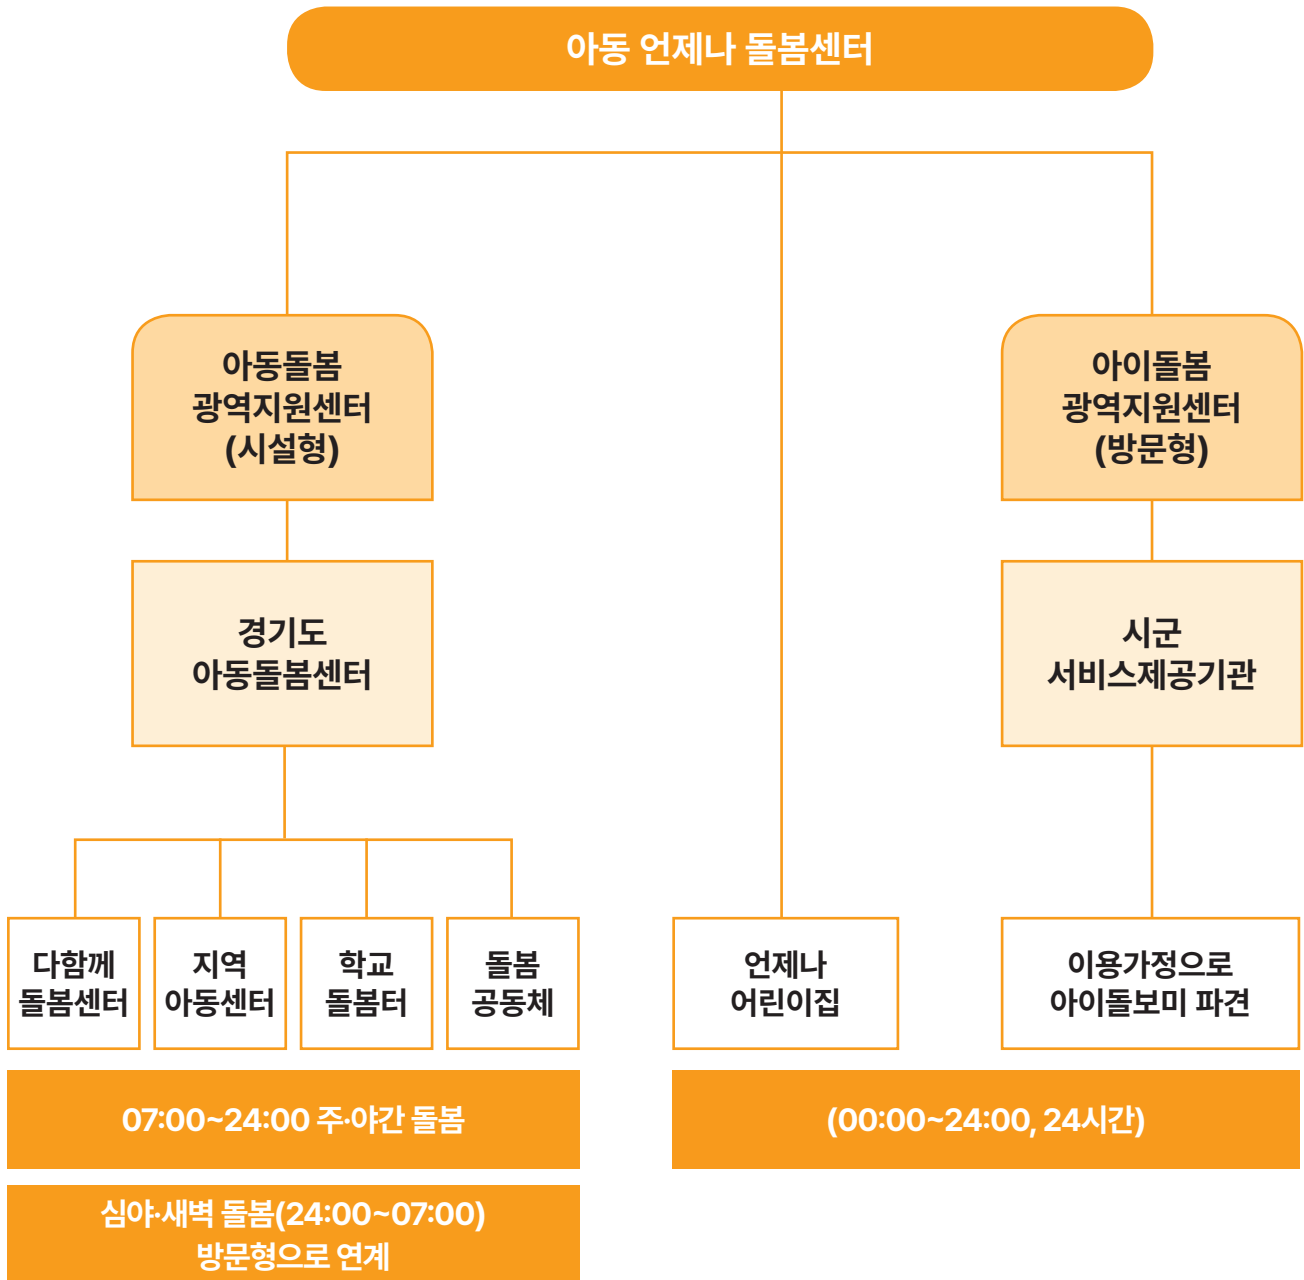 아동 언제나 돌봄센터
아동돌봄
광역지원센터
(시설형)
아이돌봄
광역지원센터
(방문형)
경기도
아동돌봄센터
시군
서비스제공기관
다함께
돌봄센터
지역
아동센터
학교
돌봄터
돌봄
공동체
언제나
어린이집
이용가정으로
아이돌보미 파견
07:00~24:00 주·야간 돌봄
(00:00~24:00, 24시간)
심야·새벽 돌봄(24:00~07:00)
방문형으로 연계